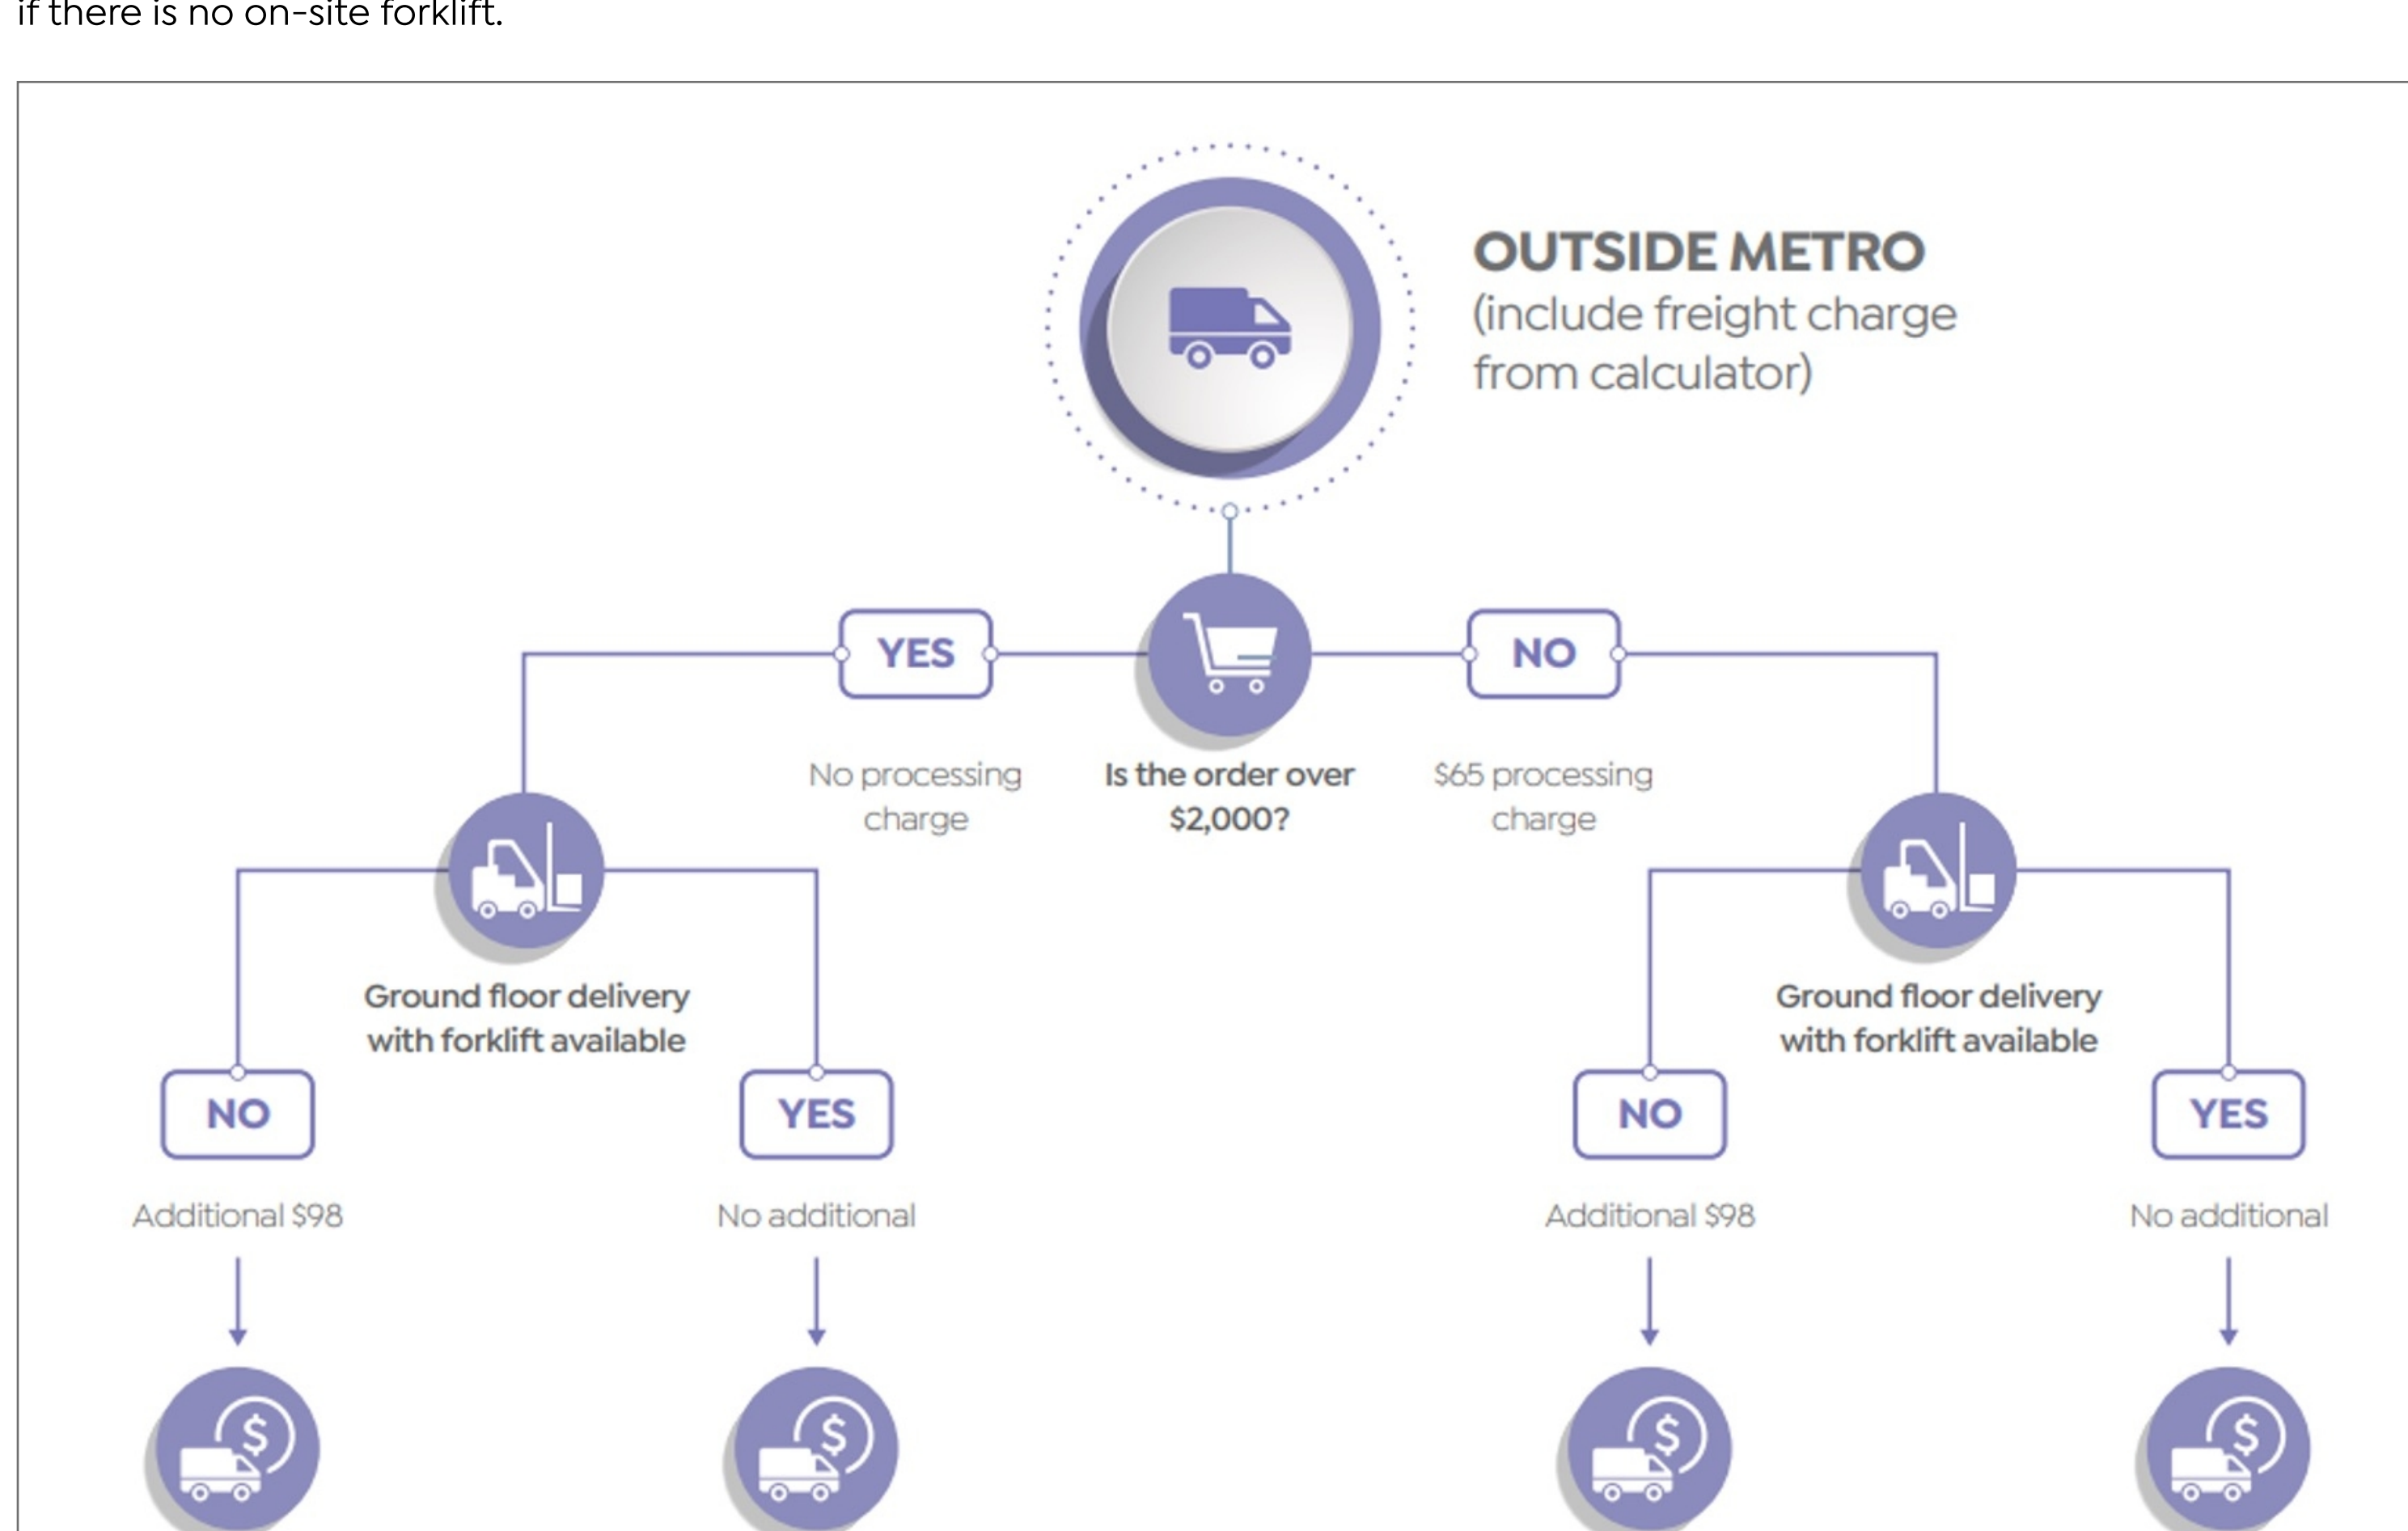 if there is no on-site forklift.
OUTSIDE METRO
(include freight charge
from calculator)
YES
NO
No processing
charge
Is the order over
$2,000?
$65 processing
charge
Ground floor delivery
with forklift available
Ground floor delivery
with forklift available
NO
YES
NO
YES
Additional $98
No additional
Additional $98
No additional
$
$
$
$